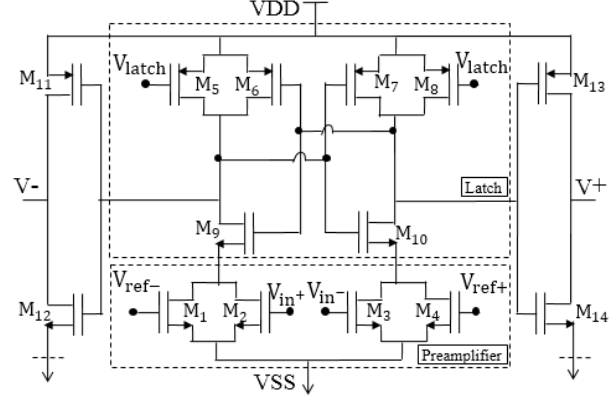 VDD
M11
Vlatch
M5
M6
M7
M8
Vlatch
M13
V-
V+
Latch
M9
M10
Vref-
Vin+
Vin-
Vref+
M12
M1
M2
M3
M4
M14
Preamplifier
VSS